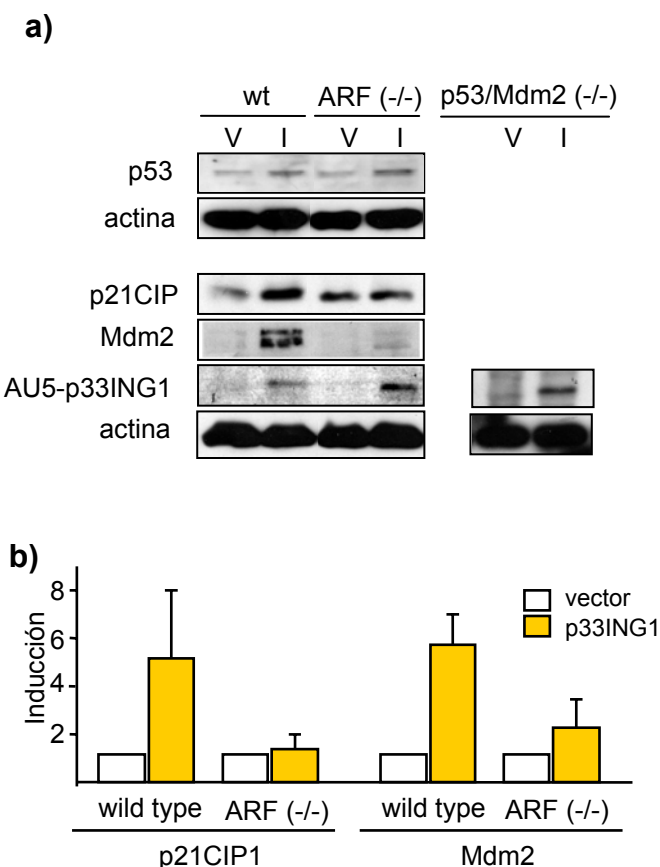 a)
wt ARF (-/-) p53/Mdm2 (-/-)
V I V I V I
p53
actina
p21CIP
Mdm2
AU5-p33ING1
actina
b)
8
6
4
2
Inducción
vector
p33ING1
wild type ARF (-/-) wild type ARF (-/-)
p21CIP1 Mdm2